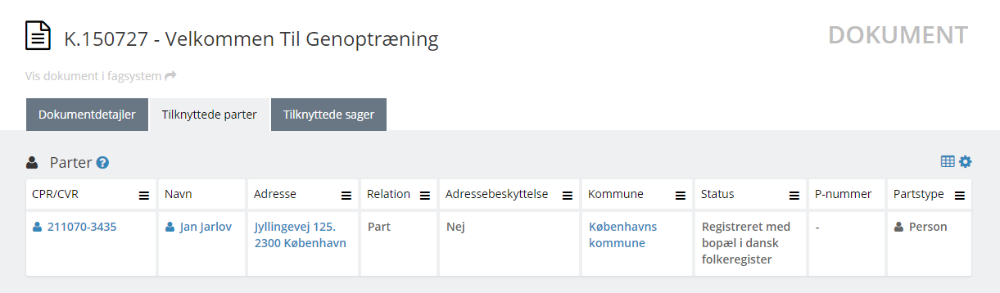 K.150727 - Velkommen Til Genoptræning
DOKUMENT
Vis dokument i fagsystem
Dokumentdetaljer Tilknyttede parter Tilknyttede sager
Parter ?
CPR/CVR Navn Adresse Relation Adressebeskyttelse Kommune Status P-nummer Partstype
211070-3435 Jan Jarlov Jyllingevej 125. Part Nej Københavns Registreret med - Person
2300 København kommune bopæl i dansk
folkeregister